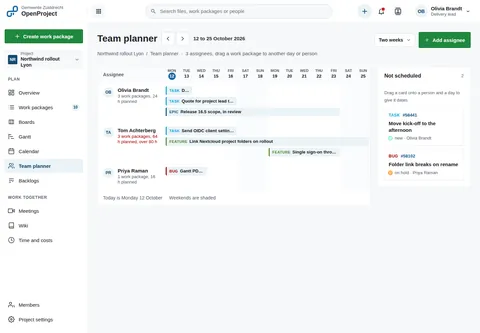 Gemeente Zuiddrecht
OpenProject
Search files, work packages or people
OB
Olivia Brandt
Delivery lead
+ Create work package
NR
Project
Northwind rollout
Lyon
PLAN
Overview
Work packages
Boards
Gantt
Calendar
Team planner
Backlogs
WORK TOGETHER
Meetings
Wiki
Time and costs
Members
Project settings
Team planner
12 to 25 October 2026
Two weeks
+ Add assignee
Northwind rollout Lyon / Team planner / 3 assignees, drag a work package to another day or person
Assignee
MON TUE WED THU FRI SAT SUN MON TUE WED THU FRI SAT SUN
12 13 14 15 16 17 18 19 20 21 22 23 24 25
OB
Olivia Brandt
3 work packages, 24
h planned
TASK D…
TASK Quote for project lead t…
EPIC Release 16.5 scope, in review
TA
Tom Achterberg
3 work packages, 84
h planned, over 80 h
TASK Send OIDC client settin…
FEATURE Link Nextcloud project folders on rollout
FEATURE Single sign-on thro…
PR
Priya Raman
1 work package, 16
h planned
BUG Gantt PD…
Today is Monday 12 October
Weekends are shaded
Not scheduled
2
Drag a card onto a person and a day to
give it dates.
TASK #58441
Move kick-off to the
afternoon
new · Olivia Brandt
BUG #58102
Folder link breaks on rename
on hold · Priya Raman